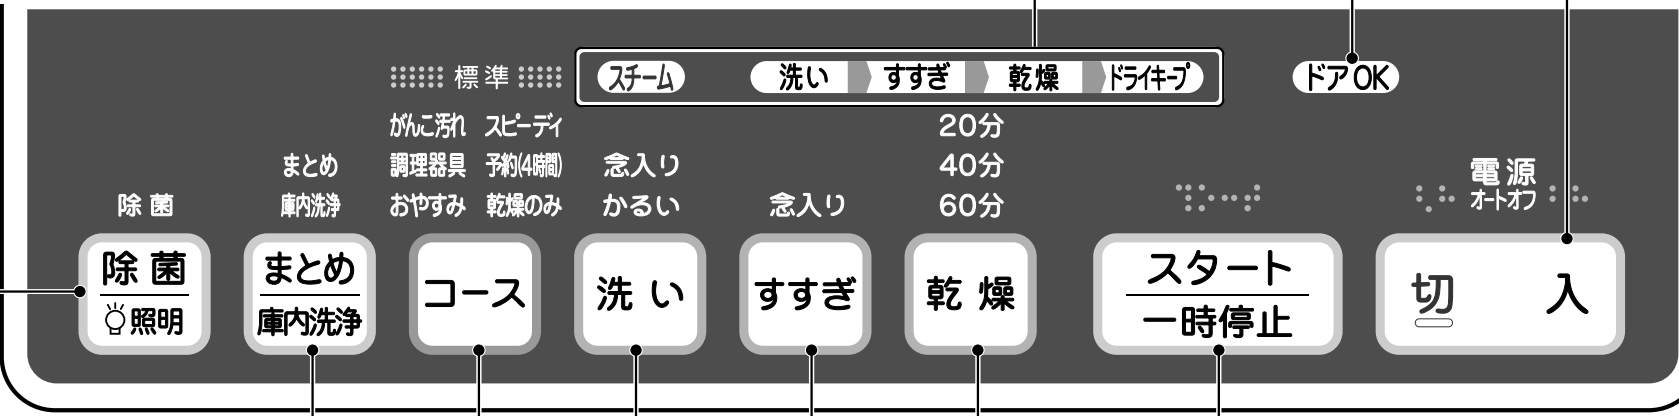 標準 スチーム 洗い すすぎ 乾燥 ドライキープ ドアOK
がんこ汚れ スピーディ 20分
まとめ 調理器具 予約(4時間) 念入り 40分 電源
除菌 庫内洗浄 おやすみ 乾燥のみ かるい 念入り 60分 オートオフ
除菌 まとめ コース 洗い すすぎ 乾燥 スタート 切 入
照明 庫内洗浄 一時停止